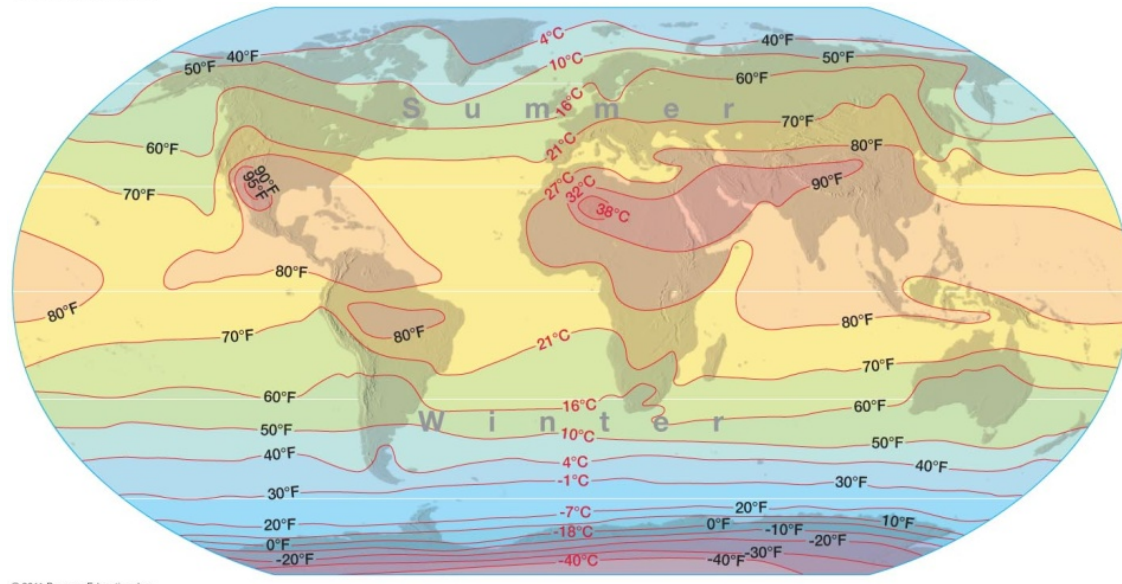 4°C
40°F
40°F
50°F
50°F
10°C
60°F
16°C
S u m m e r
70°F
60°F
21°C
80°F
70°F
90°F
95°F
27°C
32°C
38°C
90°F
80°F
80°F
80°F
80°F
70°F
21°C
70°F
60°F
16°C
60°F
W i n t e r
50°F
10°C
50°F
40°F
4°C
40°F
30°F
-1°C
30°F
20°F
-7°C
20°F
0°F
-18°C
0°F
-10°F
10°F
-20°F
-20°F
-40°C
-40°F
-30°F